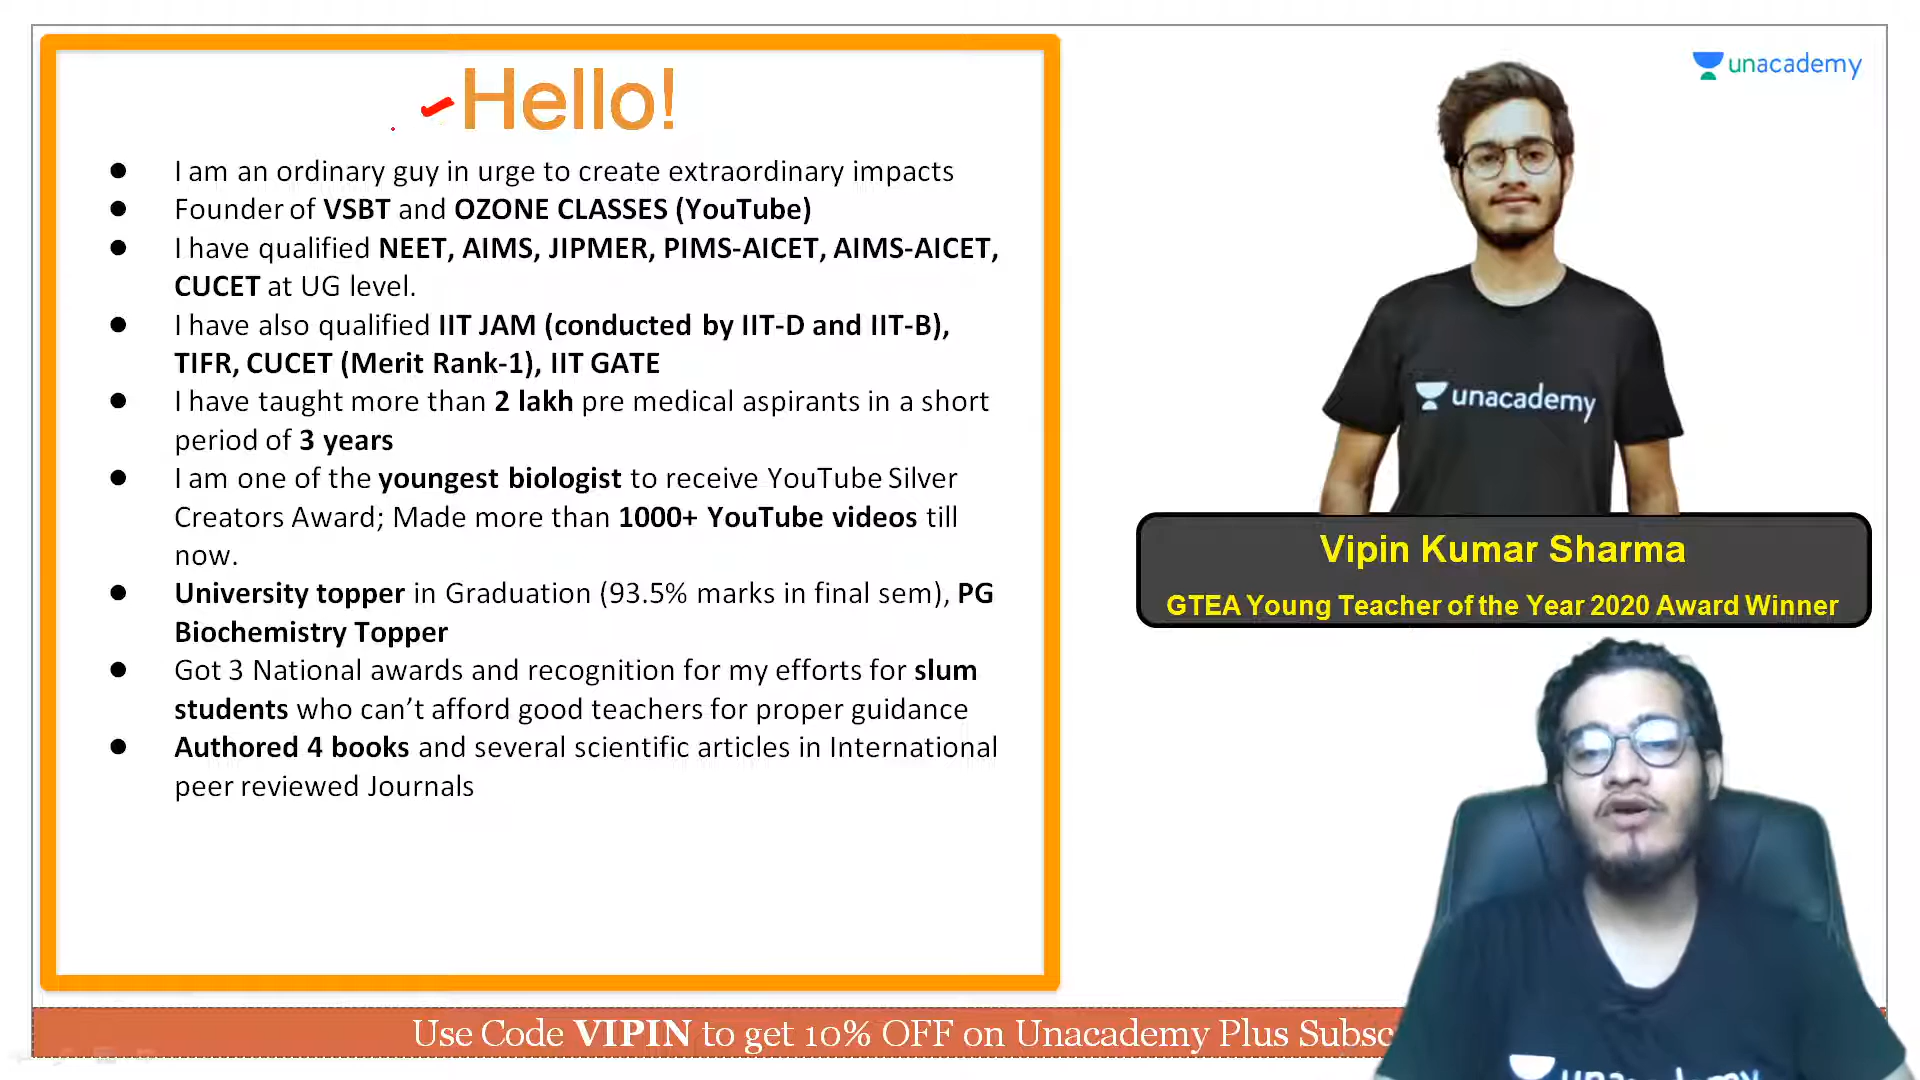 Hello!
I am an ordinary guy in urge to create extraordinary impacts
Founder of VSBT and OZONE CLASSES (YouTube)
I have qualified NEET, AIMS, JIPMER, PIMS-AICET, AIMS-AICET,
CUCET at UG level.
I have also qualified IIT JAM (conducted by IIT-D and IIT-B),
TIFR, CUCET (Merit Rank-1), IIT GATE
I have taught more than 2 lakh pre medical aspirants in a short
period of 3 years
I am one of the youngest biologist to receive YouTube Silver
Creators Award; Made more than 1000+ YouTube videos till
now.
University topper in Graduation (93.5% marks in final sem), PG
Biochemistry Topper
Got 3 National awards and recognition for my efforts for slum
students who can't afford good teachers for proper guidance
Authored 4 books and several scientific articles in International
peer reviewed Journals
unacademy
unacademy
Vipin Kumar Sharma
GTEA Young Teacher of the Year 2020 Award Winner
Use Code VIPIN to get 10% OFF on Unacademy Plus Subsc
unacademy